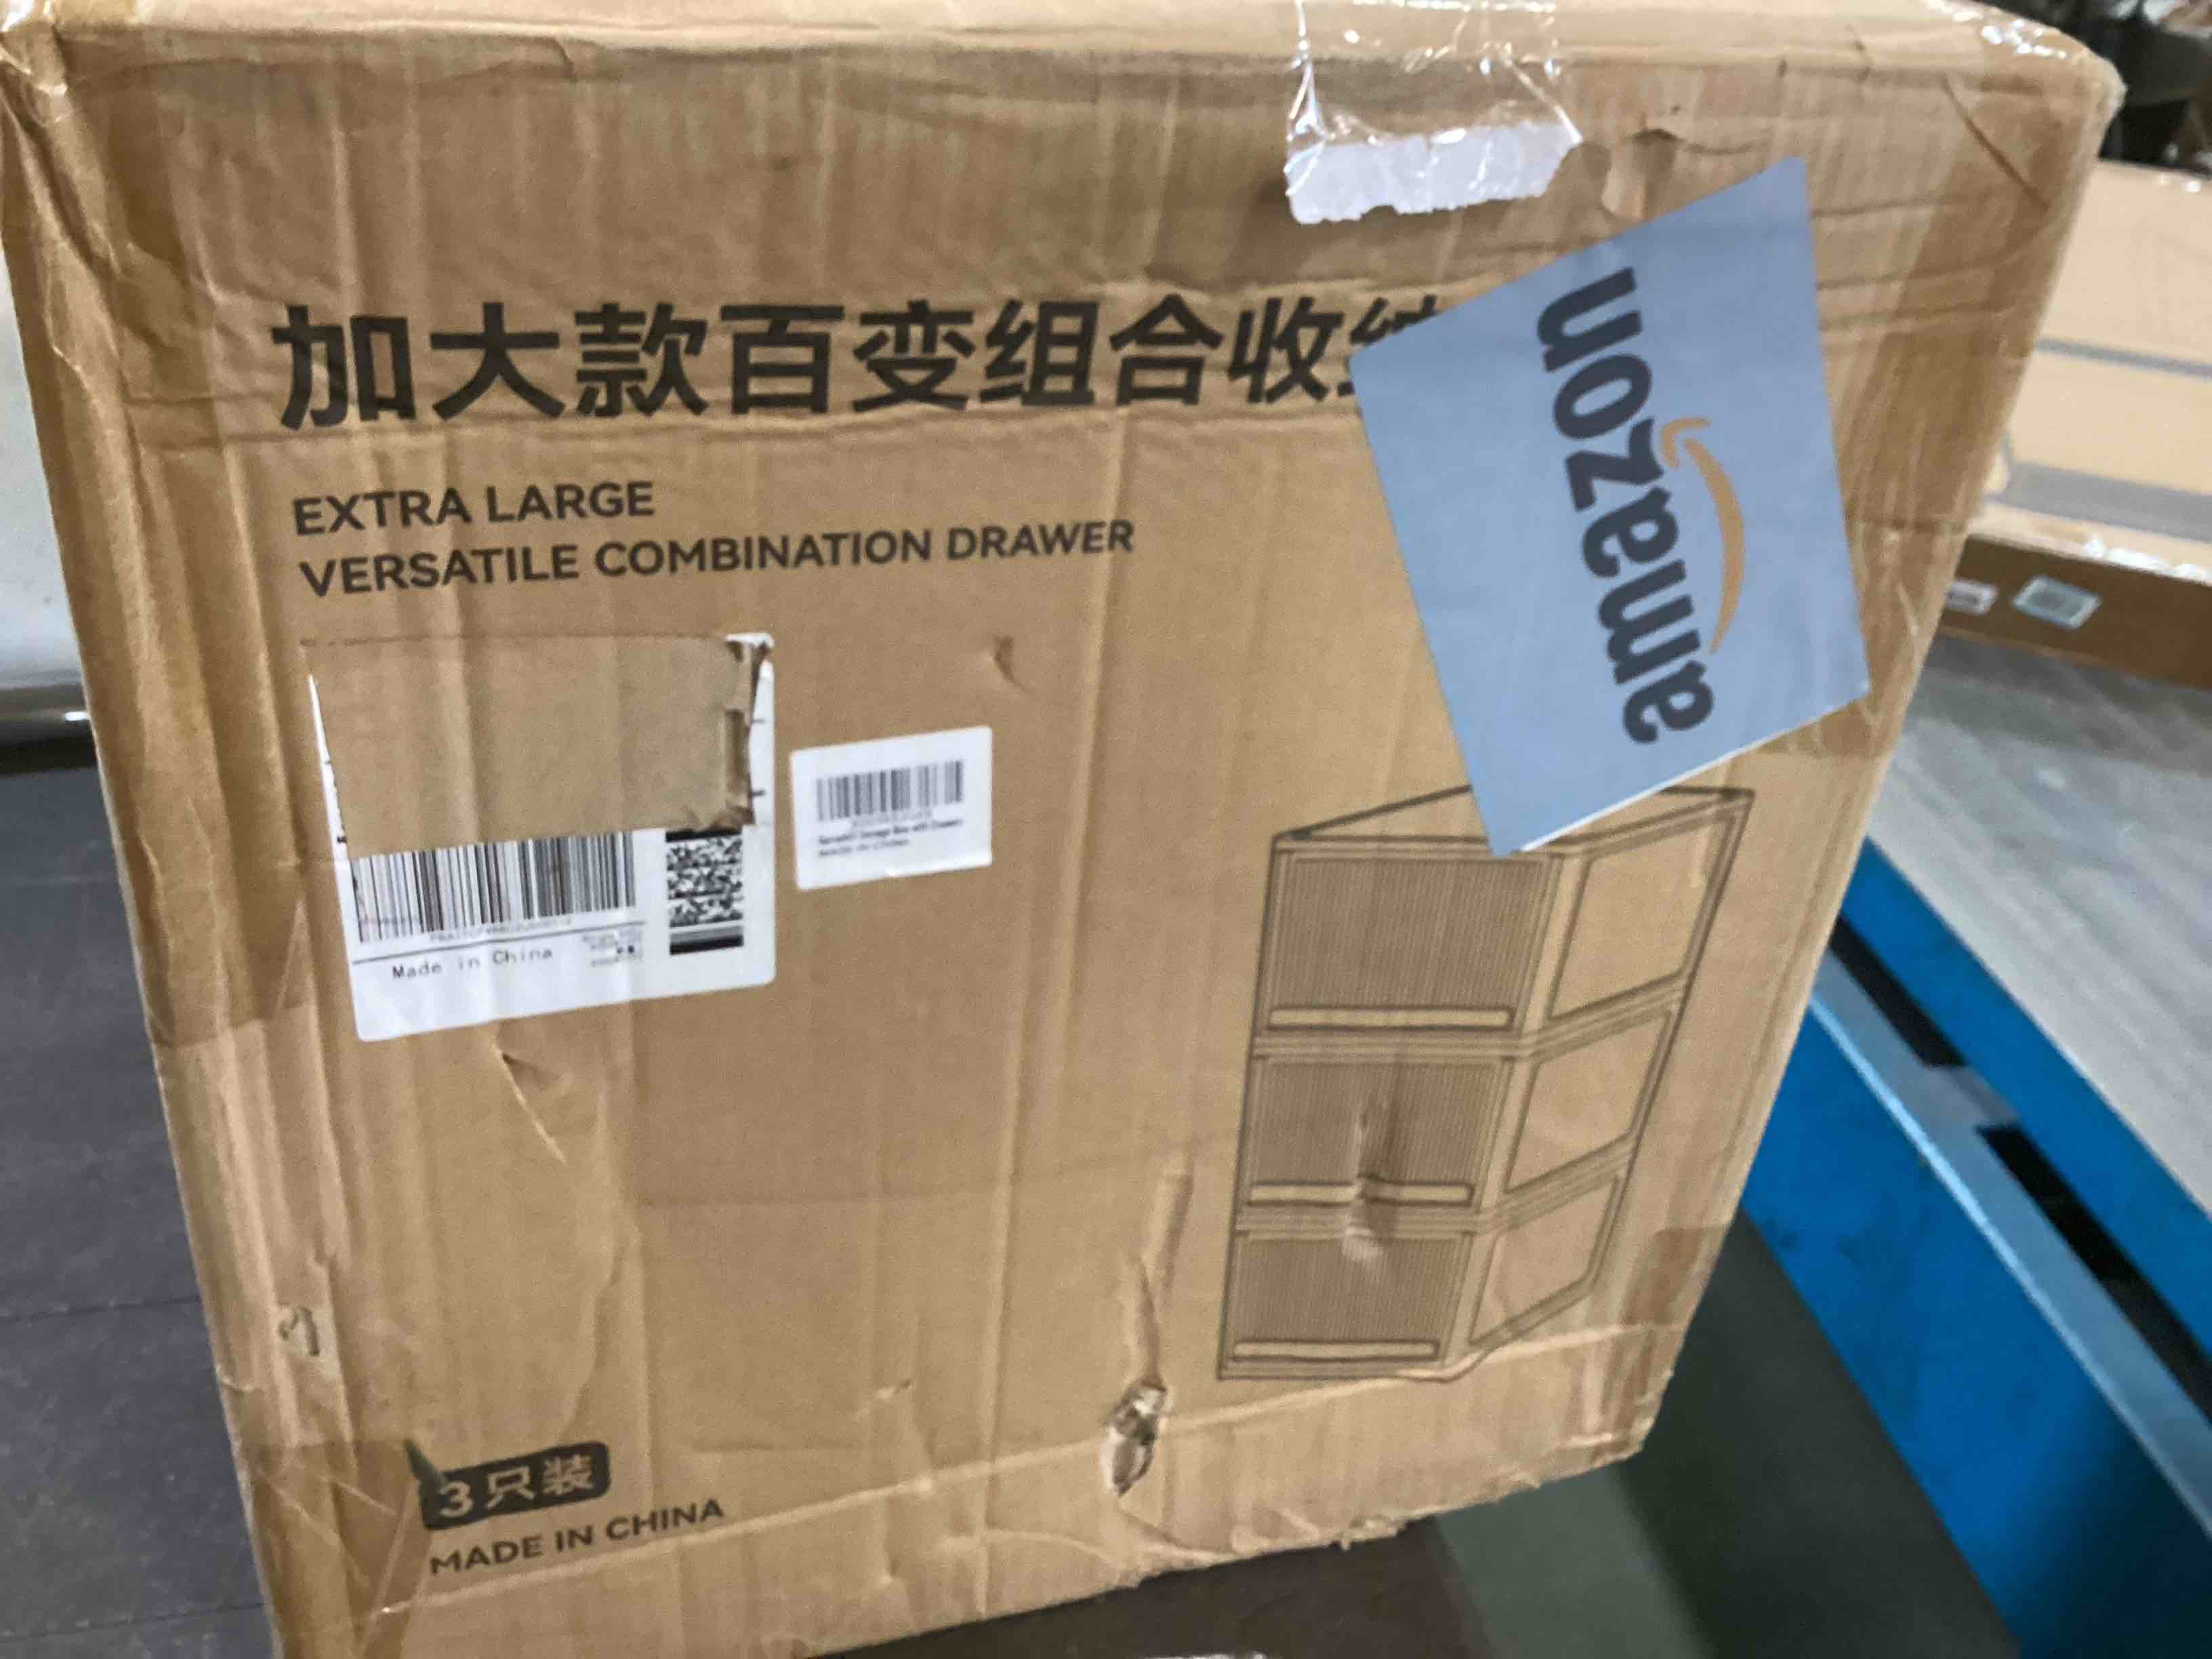 加大款百变组合收纳
amazon
EXTRA LARGE
VERSATILE COMBINATION DRAWER
Made in China
3只装
MADE IN CHINA